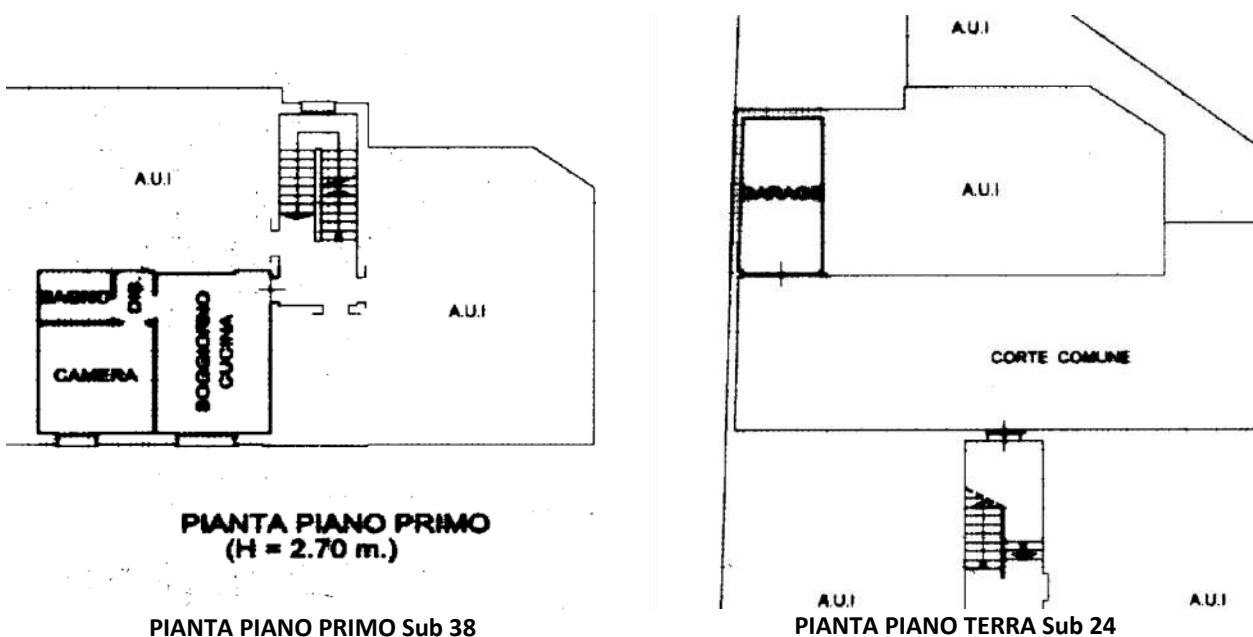 A.U.I
A.U.I
BAGNO
DIS.
SOGGIORNO
CUCINA
CAMERA
A.U.I
PIANTA PIANO PRIMO
(H = 2.70 m.)
PIANTA PIANO PRIMO Sub 38
A.U.I
GARAGE
A.U.I
CORTE COMUNE
A.U.I
A.U.I
PIANTA PIANO TERRA Sub 24